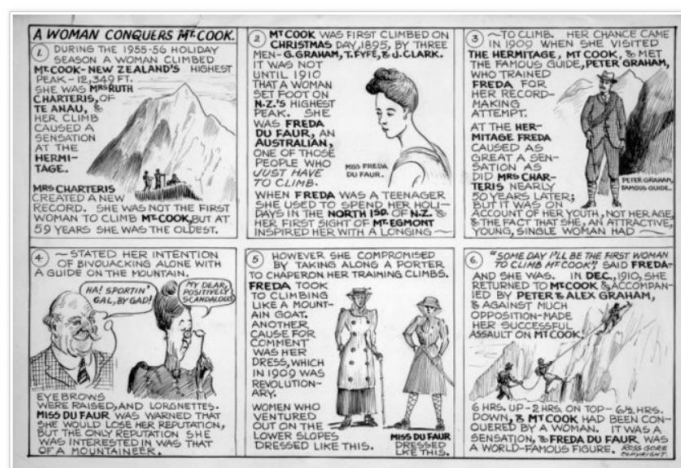 A WOMAN CONQUERS MT. COOK.
1. DURING THE 1955-56 HOLIDAY
SEASON A WOMAN CLIMBED
MT. COOK - NEW ZEALAND'S HIGHEST
PEAK - 12,349 FT.
SHE WAS MRS RUTH
CHARTERIS, OF
TE ANAU, &
HER CLIMB
CAUSED A
SENSATION
AT THE
HERMI-
TAGE.
MRS CHARTERIS
CREATED A NEW
RECORD. SHE WAS NOT THE FIRST
WOMAN TO CLIMB MT. COOK, BUT AT
59 YEARS SHE WAS THE OLDEST.
2 MT COOK WAS FIRST CLIMBED ON
CHRISTMAS DAY, 1895, BY THREE
MEN - G. GRAHAM, T. FYFE, & J. CLARK.
IT WAS NOT
UNTIL 1910
THAT A WOMAN
SET FOOT ON
N.Z.'S HIGHEST
PEAK. SHE
WAS FREDA
DU FAUR, AN
AUSTRALIAN,
ONE OF THOSE
PEOPLE WHO
JUST HAVE
TO CLIMB.
MISS FREDA
DU FAUR.
WHEN FREDA WAS A TEENAGER
SHE USED TO SPEND HER HOLI-
DAYS IN THE NORTH ISD. OF N.Z. &
HER FIRST SIGHT OF MT. EGMONT
INSPIRED HER WITH A LONGING ~
3 ~TO CLIMB. HER CHANCE CAME
IN 1909 WHEN SHE VISITED
THE HERMITAGE, MT COOK, & MET
THE FAMOUS GUIDE, PETER GRAHAM,
WHO TRAINED
FREDA FOR
HER RECORD-
MAKING
ATTEMPT.
AT THE HER-
MITAGE FREDA
CAUSED AS
GREAT A SEN-
SATION AS
DID MRS CHAR-
TERIS NEARLY
50 YEARS LATER;
BUT IT WAS ON
ACCOUNT OF HER YOUTH, NOT HER AGE,
& THE FACT THAT SHE, AN ATTRACTIVE,
YOUNG, SINGLE WOMAN HAD ~
PETER GRAHAM,
FAMOUS GUIDE.
4 ~ STATED HER INTENTION
OF BIVOUACKING ALONE WITH
A GUIDE ON THE MOUNTAIN.
HA! SPORTIN'
GAL, BY GAD!
MY DEAR,
POSITIVELY
SCANDALOUS!
EYEBROWS
WERE RAISED, AND LORGNETTES.
MISS DU FAUR WAS WARNED THAT
SHE WOULD LOSE HER REPUTATION,
BUT THE ONLY REPUTATION SHE
WAS INTERESTED IN WAS THAT
OF A MOUNTAINEER.
5 HOWEVER SHE COMPROMISED
BY TAKING ALONG A PORTER
TO CHAPERON HER TRAINING CLIMBS.
FREDA TOOK
TO CLIMBING
LIKE A MOUNT-
AIN GOAT.
ANOTHER
CAUSE FOR
COMMENT
WAS HER
DRESS, WHICH
IN 1909 WAS
REVOLUTION-
ARY.
WOMEN WHO
VENTURED
OUT ON THE
LOWER SLOPES
DRESSED LIKE THIS.
MISS DU FAUR
DRESSED
LIKE THIS.
6. "SOME DAY I'LL BE THE FIRST WOMAN
TO CLIMB MT COOK", SAID FREDA-
AND SHE WAS. IN DEC., 1910, SHE
RETURNED TO MT COOK & ACCOMPAN-
IED BY PETER & ALEX GRAHAM,
& AGAINST MUCH
OPPOSITION - MADE
HER SUCCESSFUL
ASSAULT ON MT COOK.
6 HRS. UP - 2 HRS. ON TOP - 6½ HRS.
DOWN, & MT COOK HAD BEEN CON-
QUERED BY A WOMAN. IT WAS A
SENSATION, & FREDA DU FAUR WAS
A WORLD-FAMOUS FIGURE. ROSS GORE
COPYRIGHT.